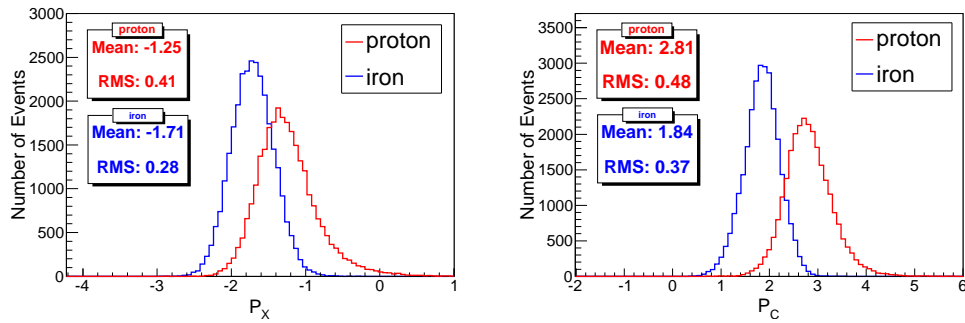 3000
2500
2000
1500
1000
500
0
Number of Events
proton
Mean: -1.25
RMS: 0.41
iron
Mean: -1.71
RMS: 0.28
proton
iron
-4 -3 -2 -1 0 1
P_X
3500
3000
2500
2000
1500
1000
500
0
Number of Events
proton
Mean: 2.81
RMS: 0.48
iron
Mean: 1.84
RMS: 0.37
proton
iron
-2 -1 0 1 2 3 4 5 6
P_C